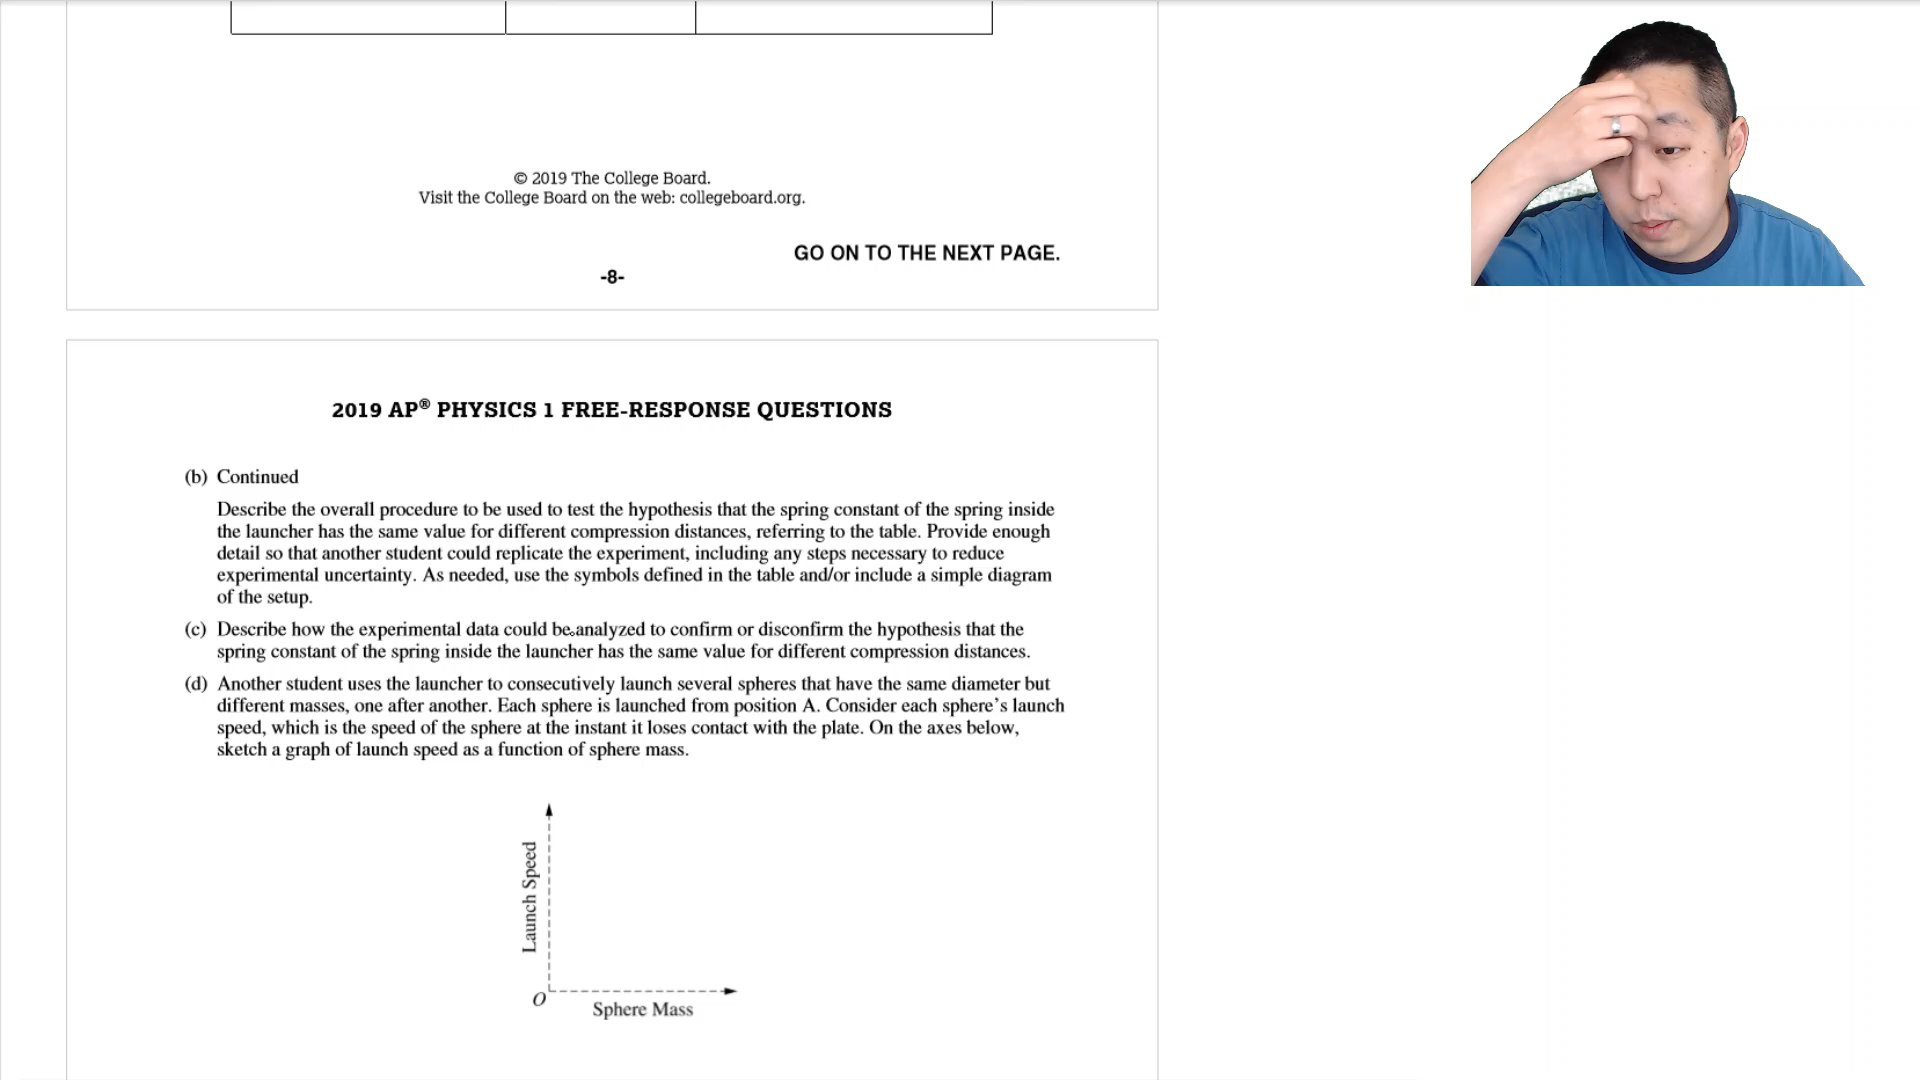 © 2019 The College Board.
Visit the College Board on the web: collegeboard.org.
GO ON TO THE NEXT PAGE.
-8-
2019 AP® PHYSICS 1 FREE-RESPONSE QUESTIONS
(b) Continued
Describe the overall procedure to be used to test the hypothesis that the spring constant of the spring inside
the launcher has the same value for different compression distances, referring to the table. Provide enough
detail so that another student could replicate the experiment, including any steps necessary to reduce
experimental uncertainty. As needed, use the symbols defined in the table and/or include a simple diagram
of the setup.
(c) Describe how the experimental data could be analyzed to confirm or disconfirm the hypothesis that the
spring constant of the spring inside the launcher has the same value for different compression distances.
(d) Another student uses the launcher to consecutively launch several spheres that have the same diameter but
different masses, one after another. Each sphere is launched from position A. Consider each sphere's launch
speed, which is the speed of the sphere at the instant it loses contact with the plate. On the axes below,
sketch a graph of launch speed as a function of sphere mass.
Launch Speed
O
Sphere Mass